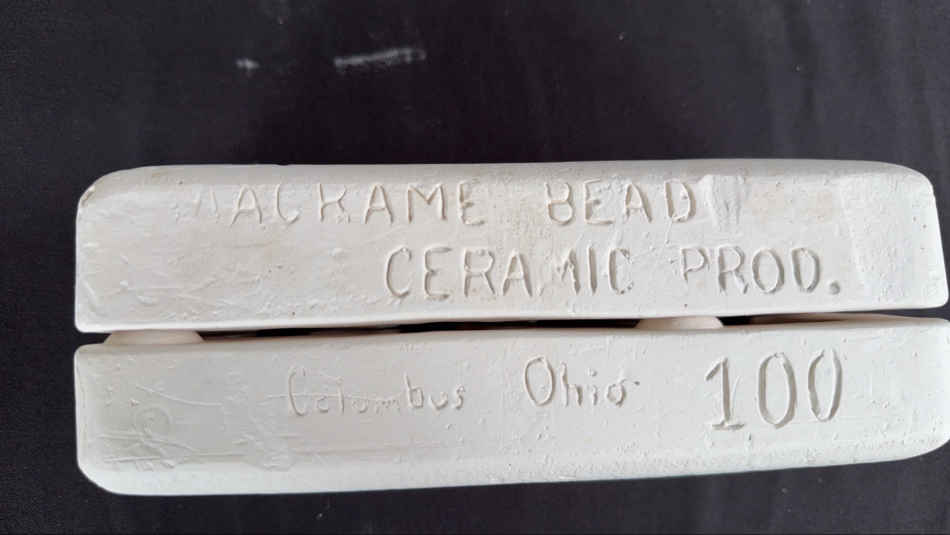 MACRAME BEAD
CERAMIC PROD.
Columbus Ohio 100